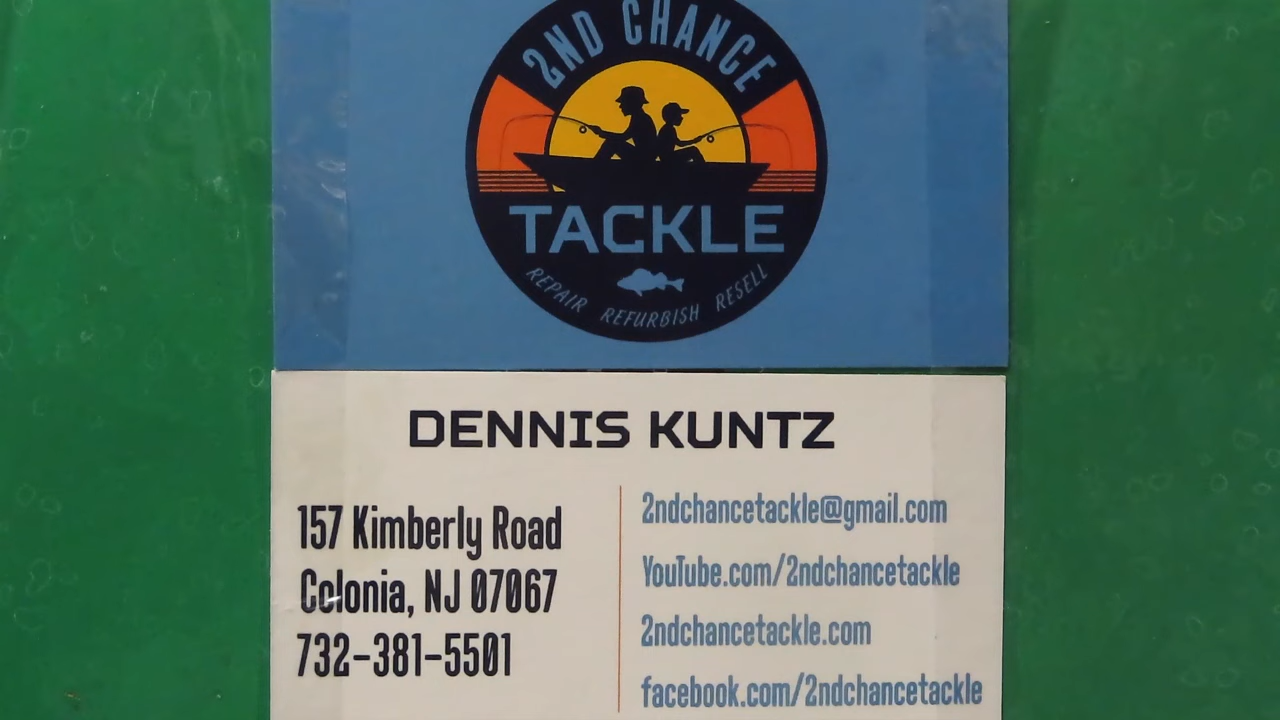 2ND CHANCE
TACKLE
REPAIR REFURBISH RESELL
DENNIS KUNTZ
157 Kimberly Road
Colonia, NJ 07067
732-381-5501
2ndchancetackle@gmail.com
YouTube.com/2ndchancetackle
2ndchancetackle.com
facebook.com/2ndchancetackle